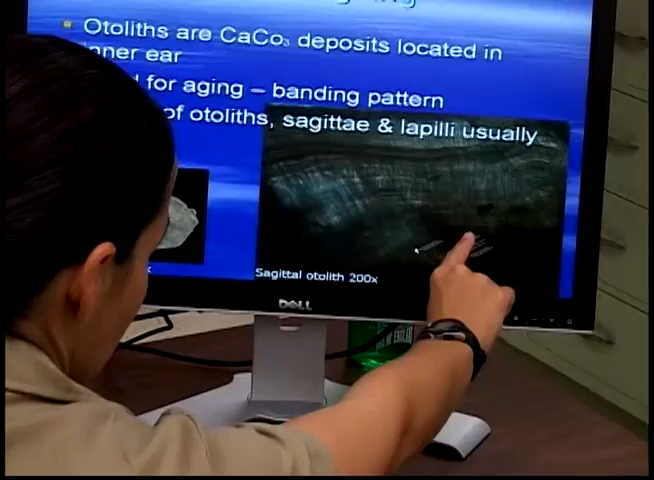 Otoliths are CaCo₃ deposits located in
inner ear
for aging – banding pattern
of otoliths, sagittae & lapilli usually
Sagittal otolith 200x
DELL